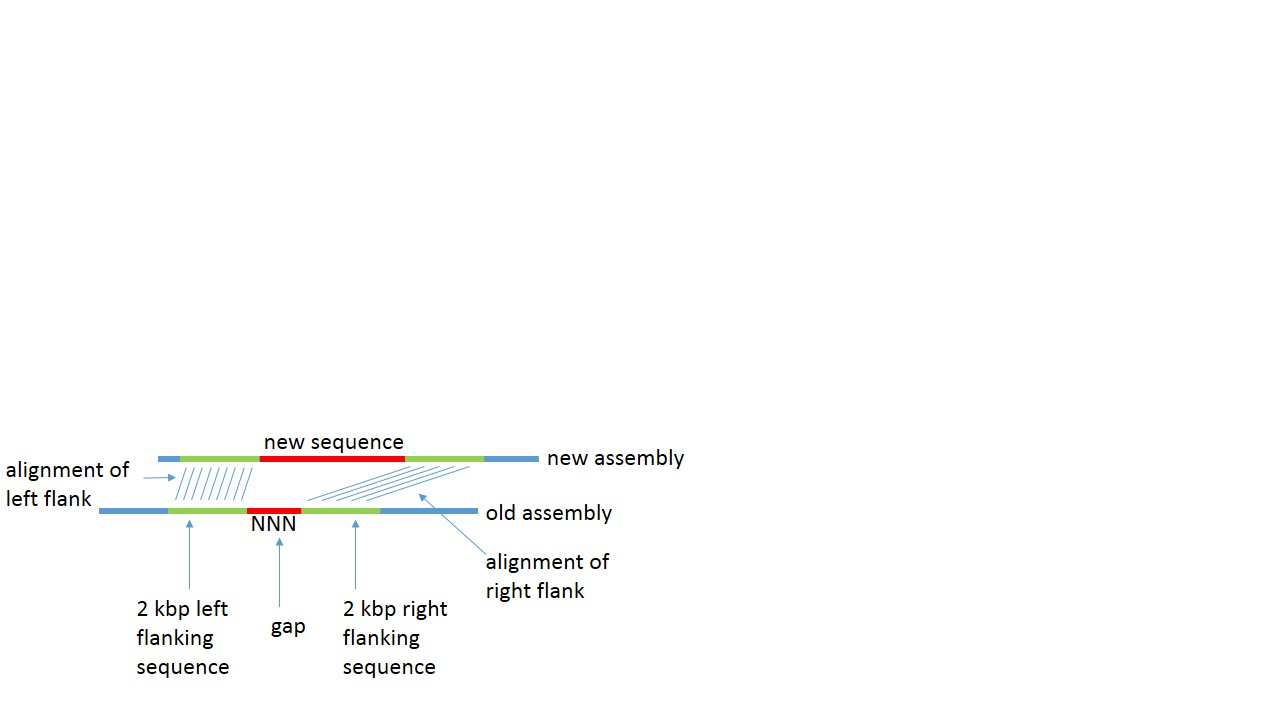 new sequence
new assembly
alignment of
left flank
old assembly
NNN
alignment of
right flank
2 kbp left
flanking
sequence
gap
2 kbp right
flanking
sequence